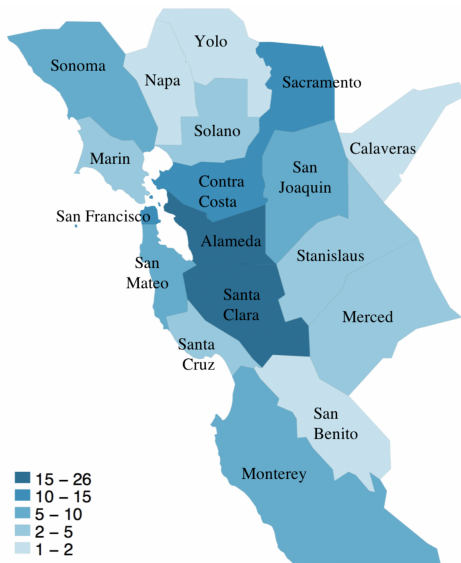 Yolo
Sonoma
Napa
Sacramento
Solano
Calaveras
Marin
San
Joaquin
Contra
Costa
San Francisco
Alameda
Stanislaus
San
Mateo
Santa
Clara
Merced
Santa
Cruz
San
Benito
Monterey
15 – 26
10 – 15
5 – 10
2 – 5
1 – 2